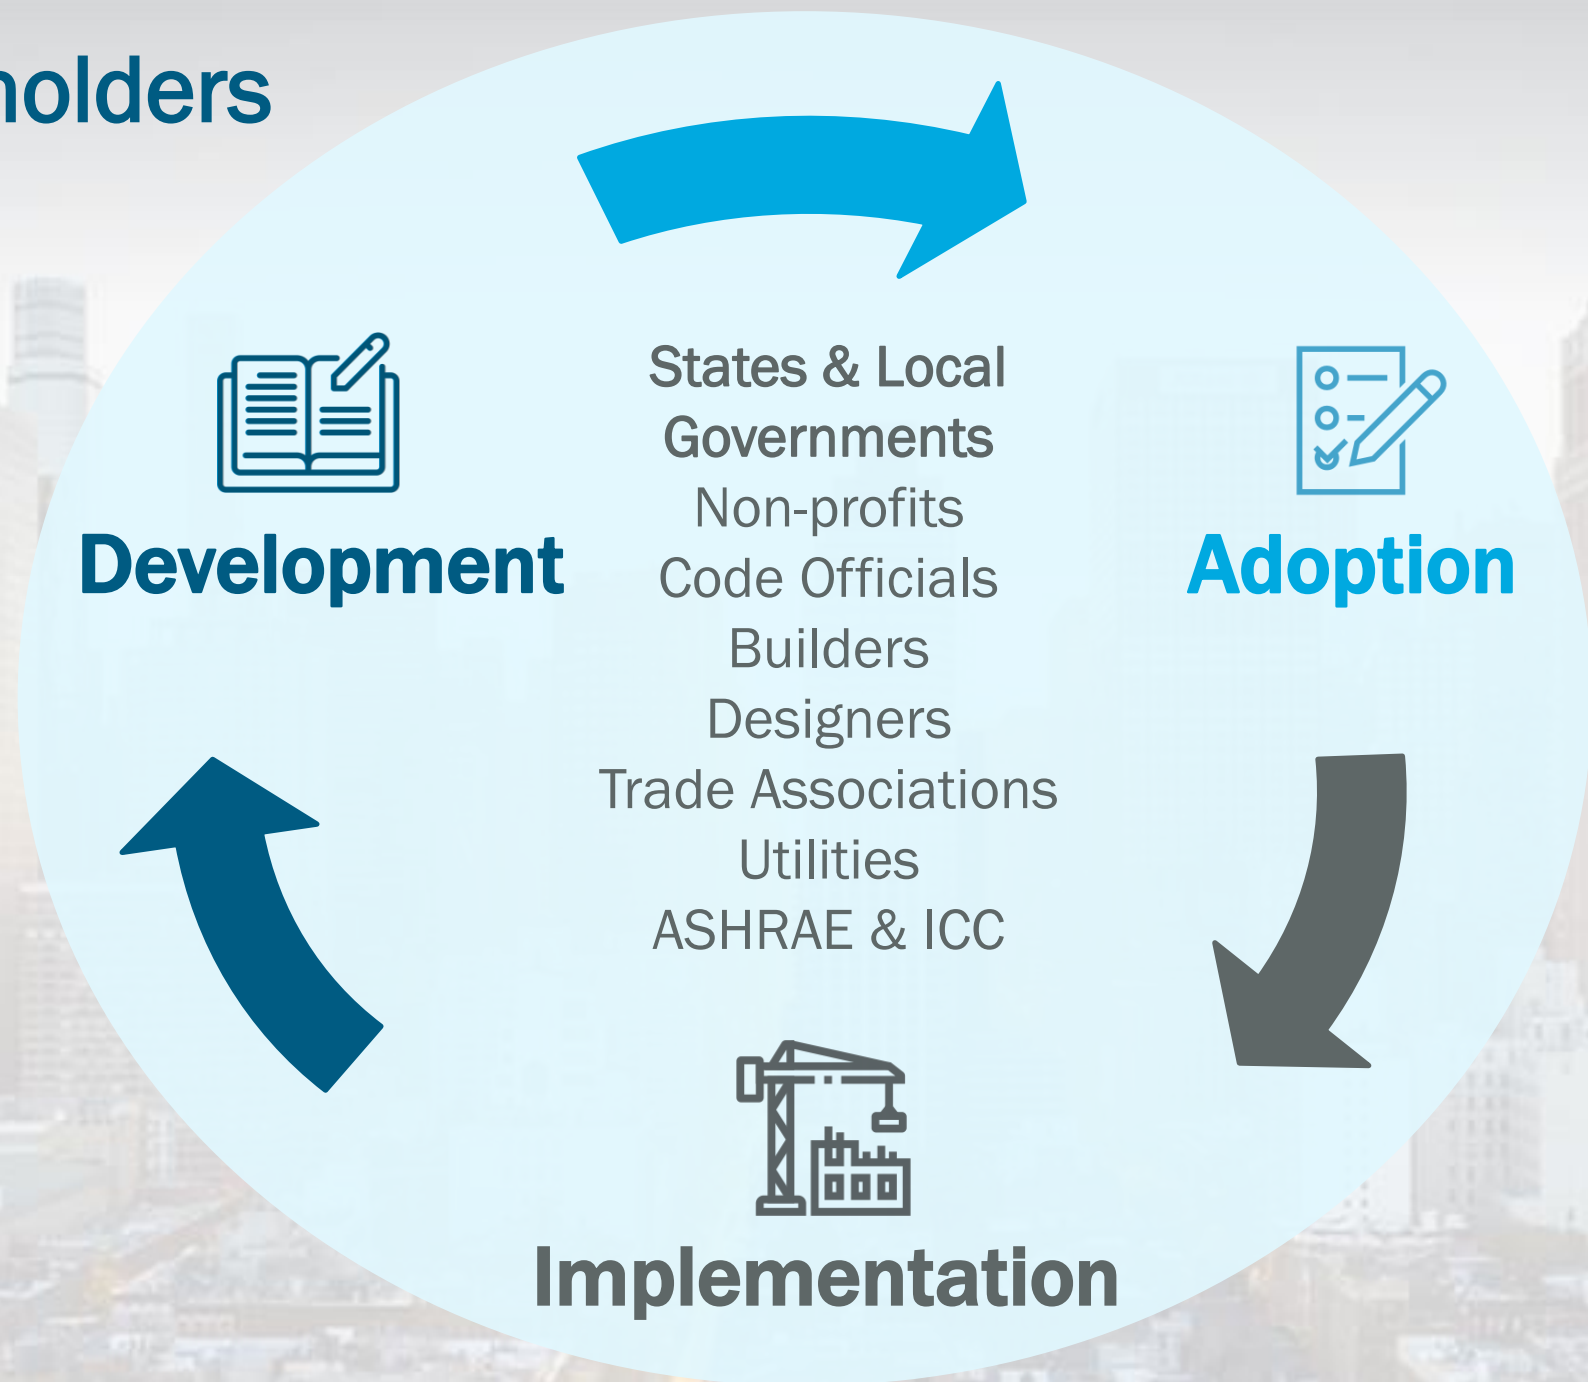 holders
States & Local
Governments
Non-profits
Code Officials
Builders
Designers
Trade Associations
Utilities
ASHRAE & ICC
Development
Adoption
Implementation